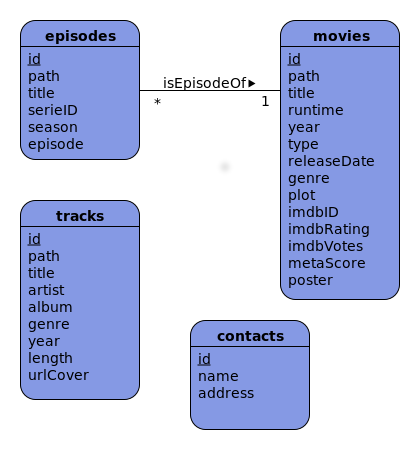 episodes
id
path
title
serieID
season
episode
isEpisodeOf
*
1
movies
id
path
title
runtime
year
type
releaseDate
genre
plot
imdbID
imdbRating
imdbVotes
metaScore
poster
tracks
id
path
title
artist
album
genre
year
length
urlCover
contacts
id
name
address